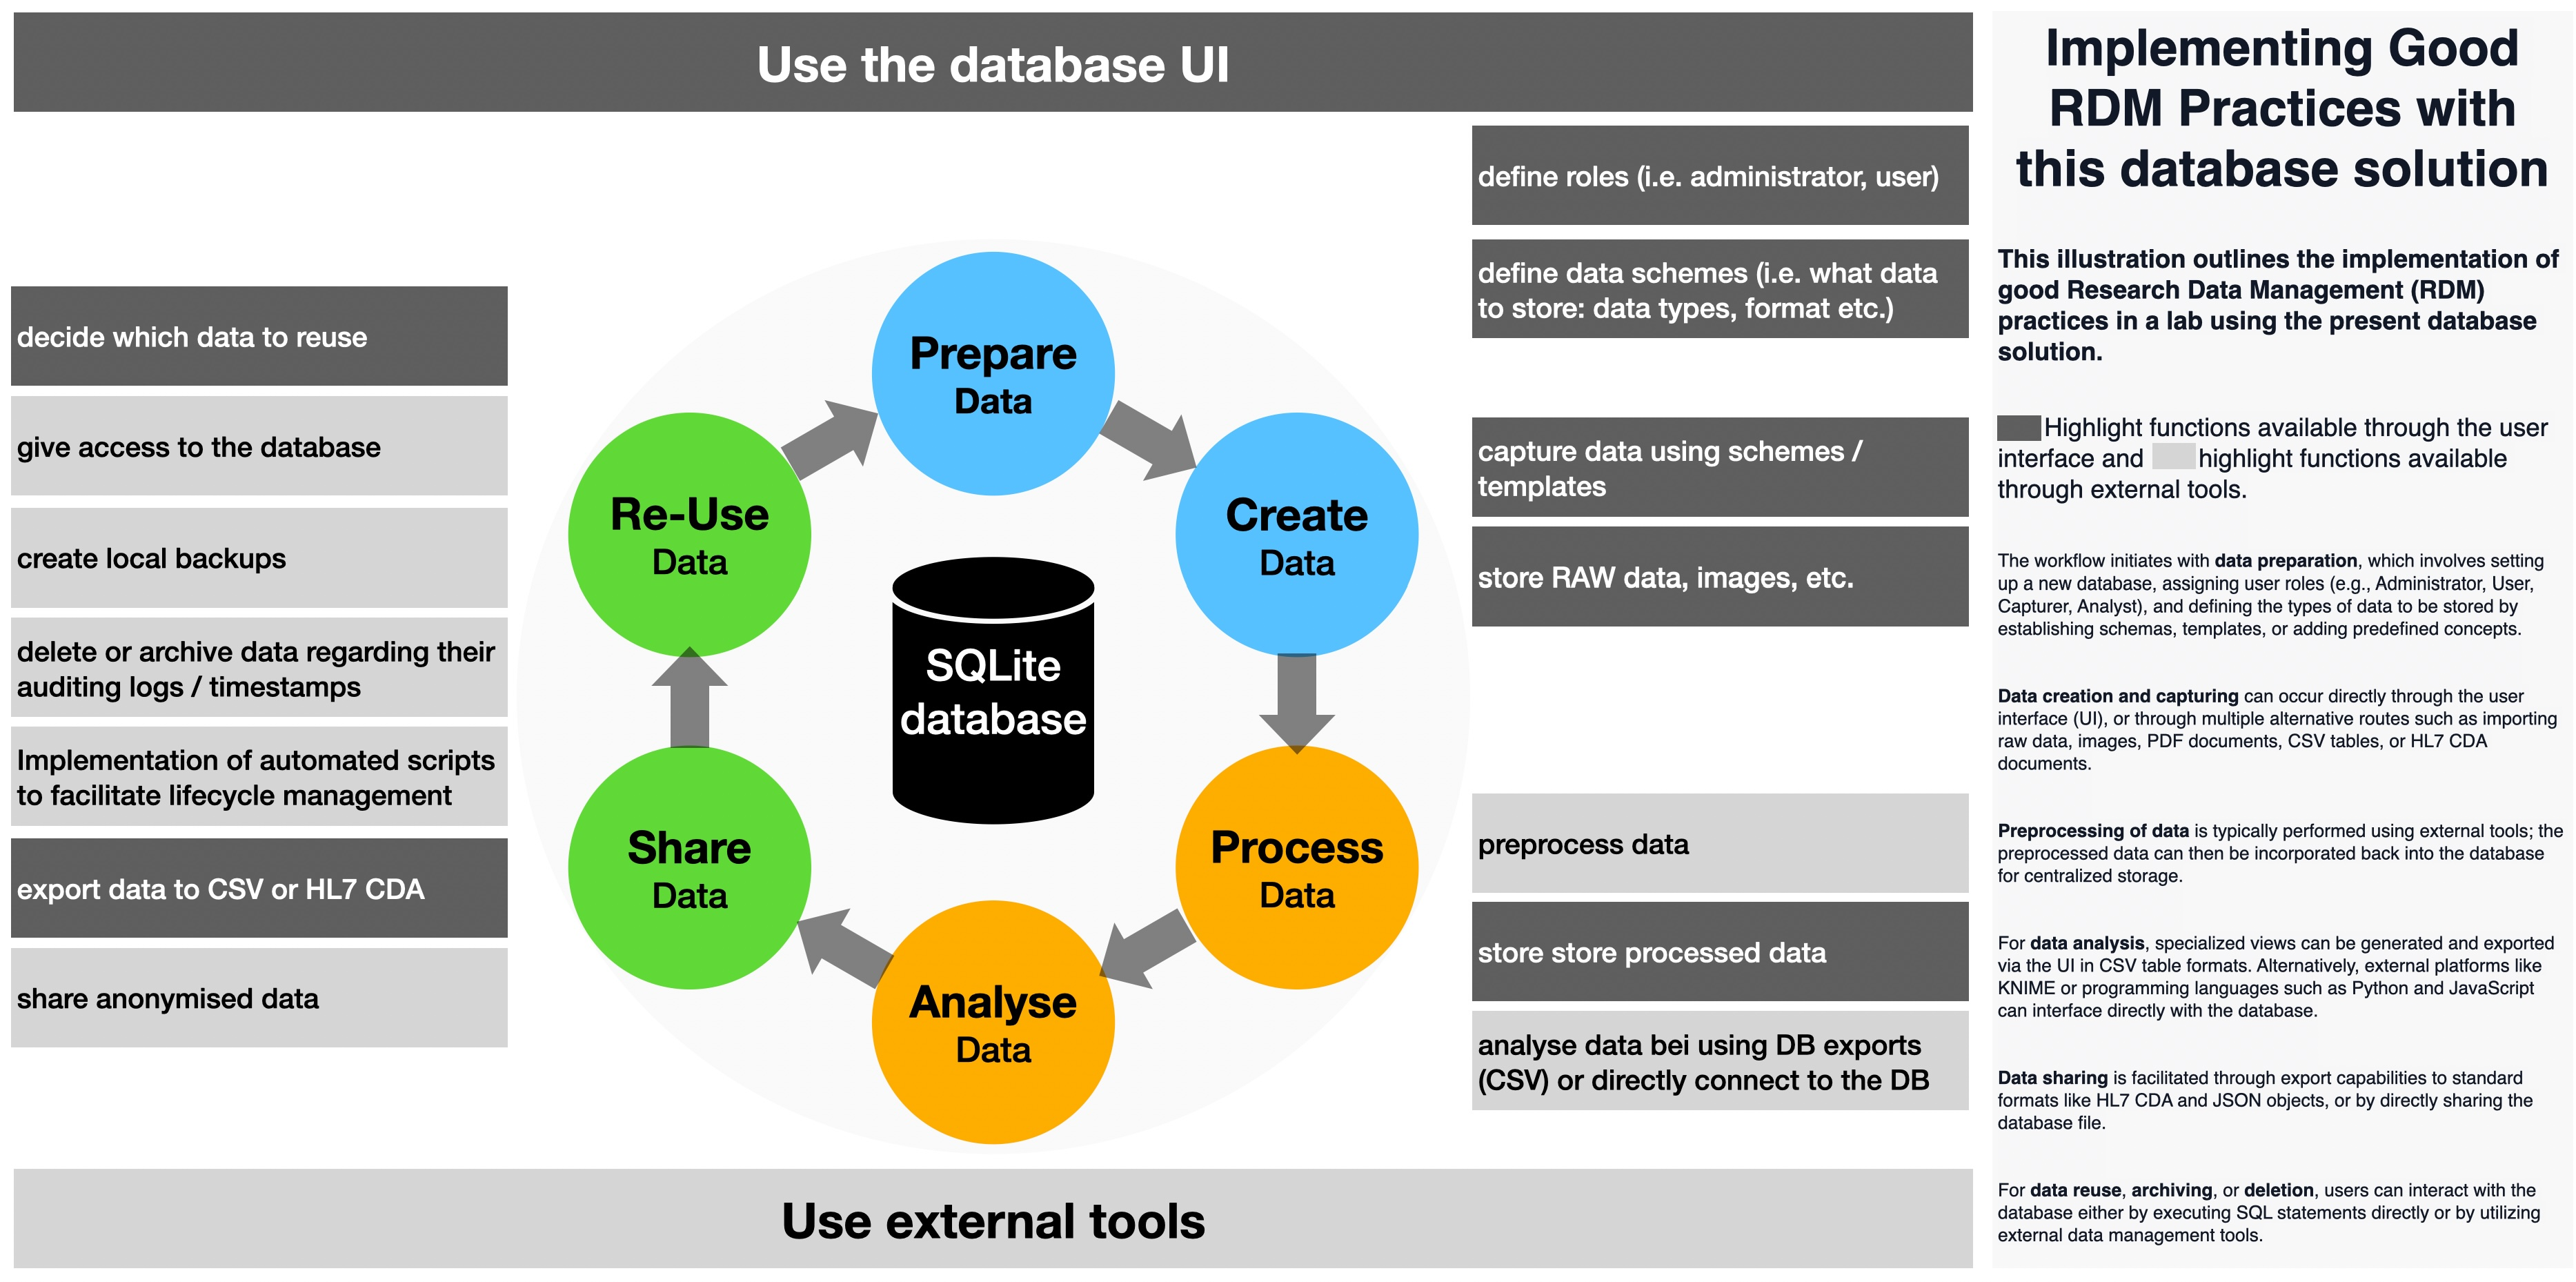 Use the database UI
define roles (i.e. administrator, user)
define data schemes (i.e. what data
to store: data types, format etc.)
capture data using schemes /
templates
store RAW data, images, etc.
preprocess data
store store processed data
analyse data bei using DB exports
(CSV) or directly connect to the DB
decide which data to reuse
give access to the database
create local backups
delete or archive data regarding their
auditing logs / timestamps
Implementation of automated scripts
to facilitate lifecycle management
export data to CSV or HL7 CDA
share anonymised data
Prepare
Data
Create
Data
Process
Data
Analyse
Data
Share
Data
Re-Use
Data
SQLite
database
Use external tools
Implementing Good
RDM Practices with
this database solution
This illustration outlines the implementation of
good Research Data Management (RDM)
practices in a lab using the present database
solution.
Highlight functions available through the user
interface and highlight functions available
through external tools.
The workflow initiates with data preparation, which involves setting
up a new database, assigning user roles (e.g., Administrator, User,
Capturer, Analyst), and defining the types of data to be stored by
establishing schemas, templates, or adding predefined concepts.
Data creation and capturing can occur directly through the user
interface (UI), or through multiple alternative routes such as importing
raw data, images, PDF documents, CSV tables, or HL7 CDA
documents.
Preprocessing of data is typically performed using external tools; the
preprocessed data can then be incorporated back into the database
for centralized storage.
For data analysis, specialized views can be generated and exported
via the UI in CSV table formats. Alternatively, external platforms like
KNIME or programming languages such as Python and JavaScript
can interface directly with the database.
Data sharing is facilitated through export capabilities to standard
formats like HL7 CDA and JSON objects, or by directly sharing the
database file.
For data reuse, archiving, or deletion, users can interact with the
database either by executing SQL statements directly or by utilizing
external data management tools.